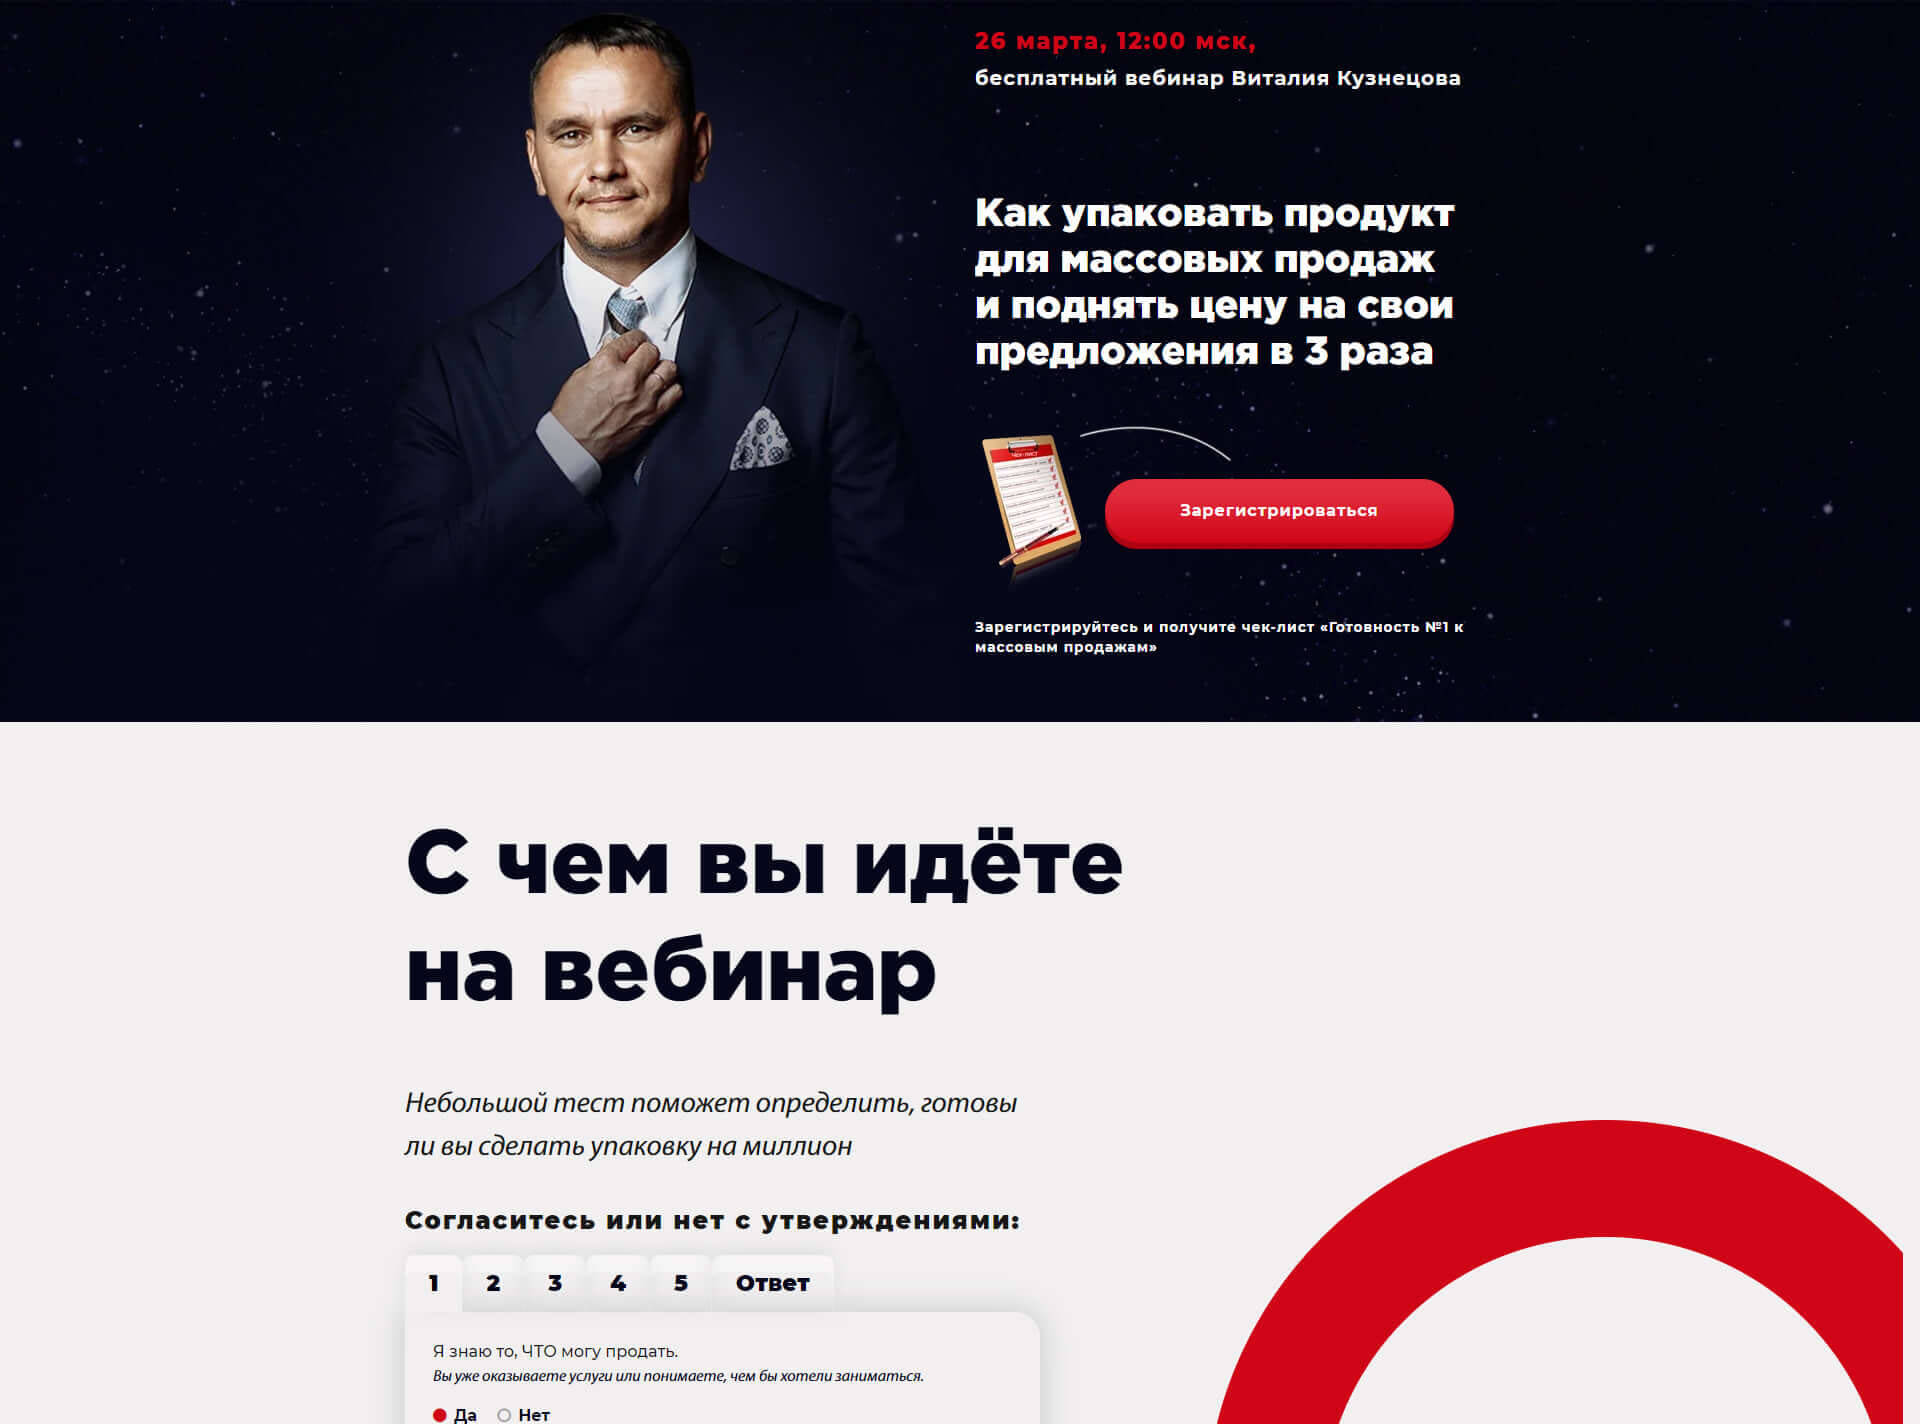 26 марта, 12:00 мск,
бесплатный вебинар Виталия Кузнецова
Как упаковать продукт
для массовых продаж
и поднять цену на свои
предложения в 3 раза
Чек-лист
Зарегистрироваться
Зарегистрируйтесь и получите чек-лист «Готовность №1 к
массовым продажам»
С чем вы идёте
на вебинар
Небольшой тест поможет определить, готовы
ли вы сделать упаковку на миллион
Согласитесь или нет с утверждениями:
1 2 3 4 5 Ответ
Я знаю то, ЧТО могу продать.
Вы уже оказываете услуги или понимаете, чем бы хотели заниматься.
Да Нет